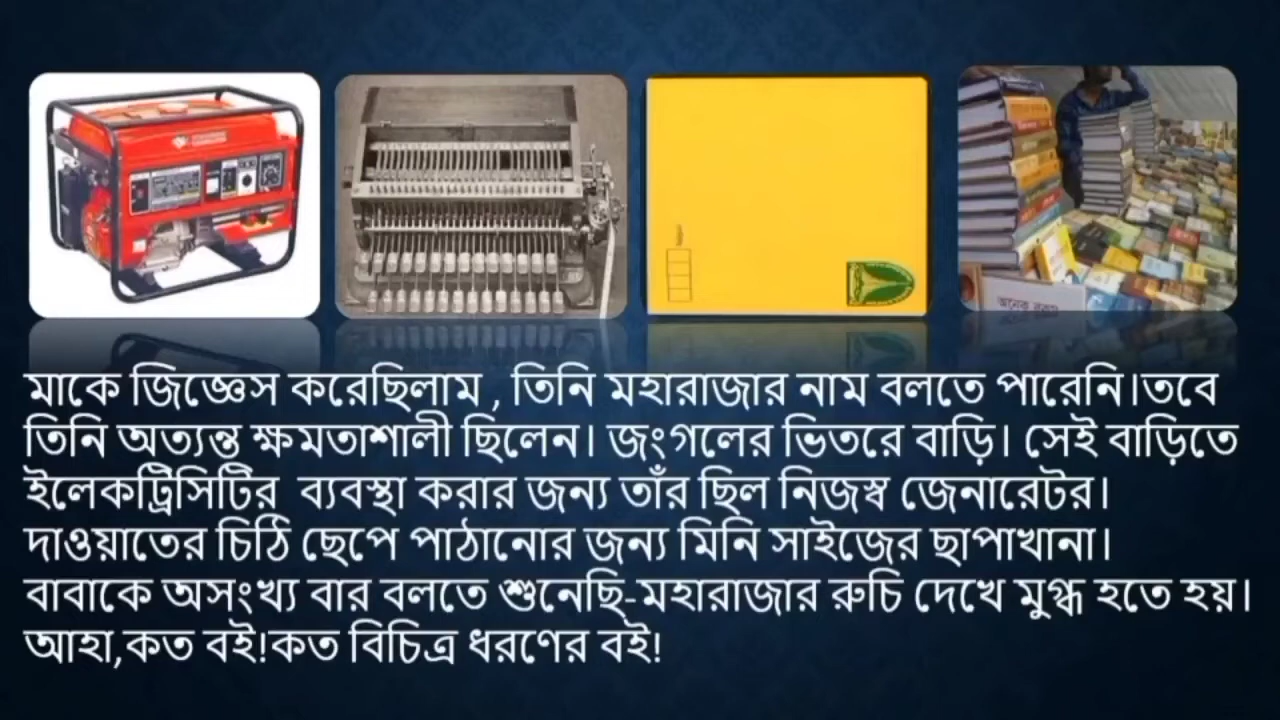 অনেক
মাকে জিজ্ঞেস করেছিলাম , তিনি মহারাজার নাম বলতে পারেনি।তবে
তিনি অত্যন্ত ক্ষমতাশালী ছিলেন। জংগলের ভিতরে বাড়ি। সেই বাড়িতে
ইলেকট্রিসিটির ব্যবস্থা করার জন্য তাঁর ছিল নিজস্ব জেনারেটর।
দাওয়াতের চিঠি ছেপে পাঠানোর জন্য মিনি সাইজের ছাপাখানা।
বাবাকে অসংখ্য বার বলতে শুনেছি-মহারাজার রুচি দেখে মুগ্ধ হতে হয়।
আহা,কত বই!কত বিচিত্র ধরণের বই!